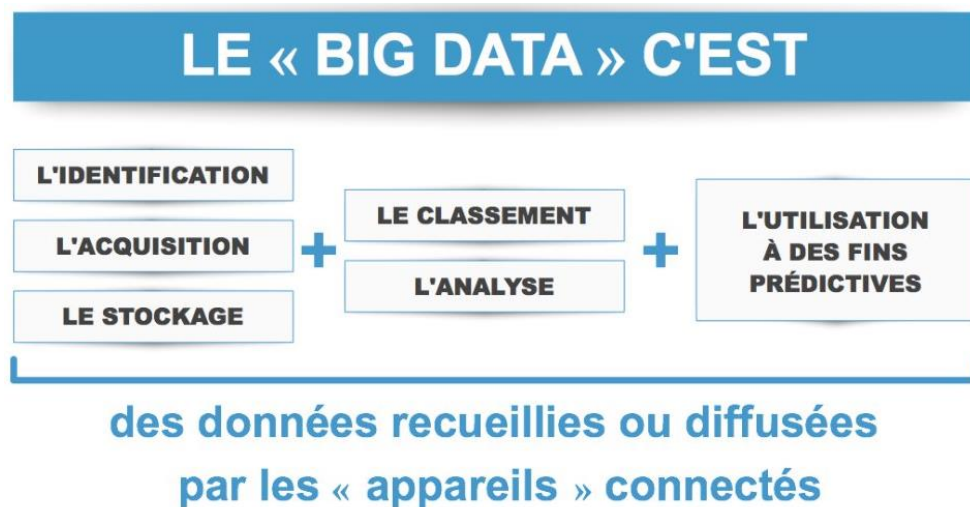 LE « BIG DATA » C'EST
L'IDENTIFICATION
L'ACQUISITION
LE STOCKAGE
+
LE CLASSEMENT
L'ANALYSE
+
L'UTILISATION
À DES FINS
PRÉDICTIVES
des données recueillies ou diffusées
par les « appareils » connectés